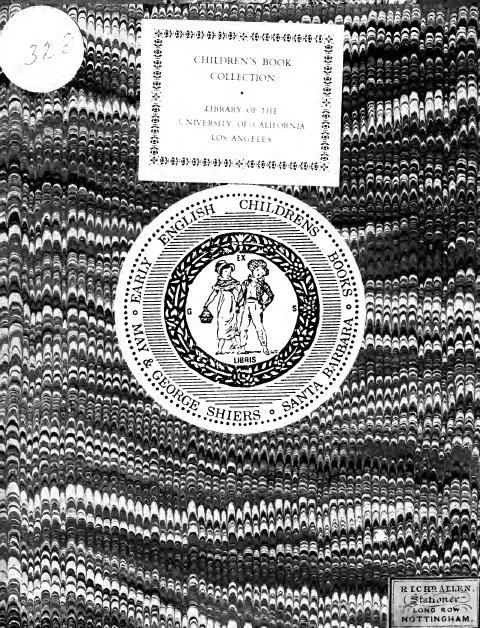 328
CHILDREN'S BOOK
COLLECTION
LIBRARY OF THE
UNIVERSITY OF CALIFORNIA
LOS ANGELES
EARLY ENGLISH CHILDRENS BOOKS
EX
G S
LIBRIS
MAY & GEORGE SHIERS • SANTA BARBARA
RICHD. ALLEN,
Stationer
LONG ROW
NOTTINGHAM.